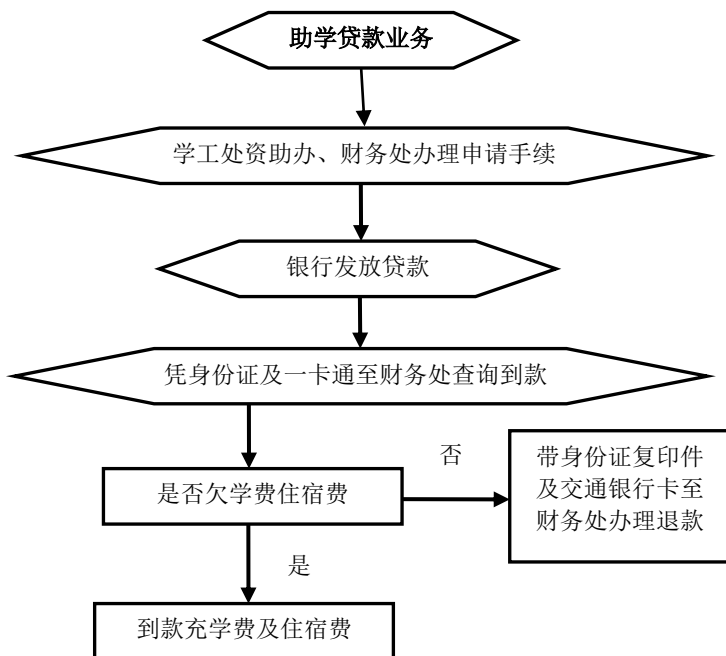 助学贷款业务
学工处资助办、财务处办理申请手续
银行发放贷款
凭身份证及一卡通至财务处查询到款
是否欠学费住宿费
否
带身份证复印件
及交通银行卡至
财务处办理退款
是
到款充学费及住宿费